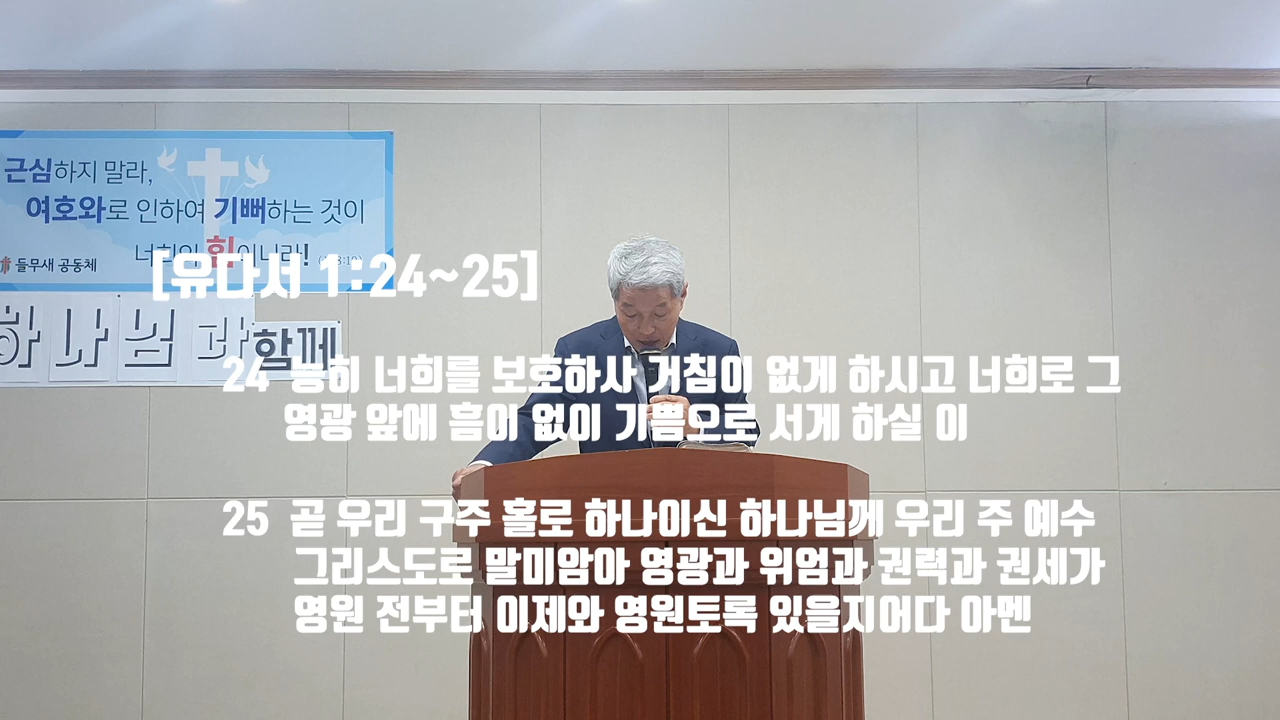 근심하지 말라,
여호와로 인하여 기뻐하는 것이
너희의 힘이니라!
들무새 공동체
[유다서 1:24~25]
하나님과 함께
24 능히 너희를 보호하사 거침이 없게 하시고 너희로 그
영광 앞에 흠이 없이 기쁨으로 서게 하실 이
25 곧 우리 구주 홀로 하나이신 하나님께 우리 주 예수
그리스도로 말미암아 영광과 위엄과 권력과 권세가
영원 전부터 이제와 영원토록 있을지어다 아멘